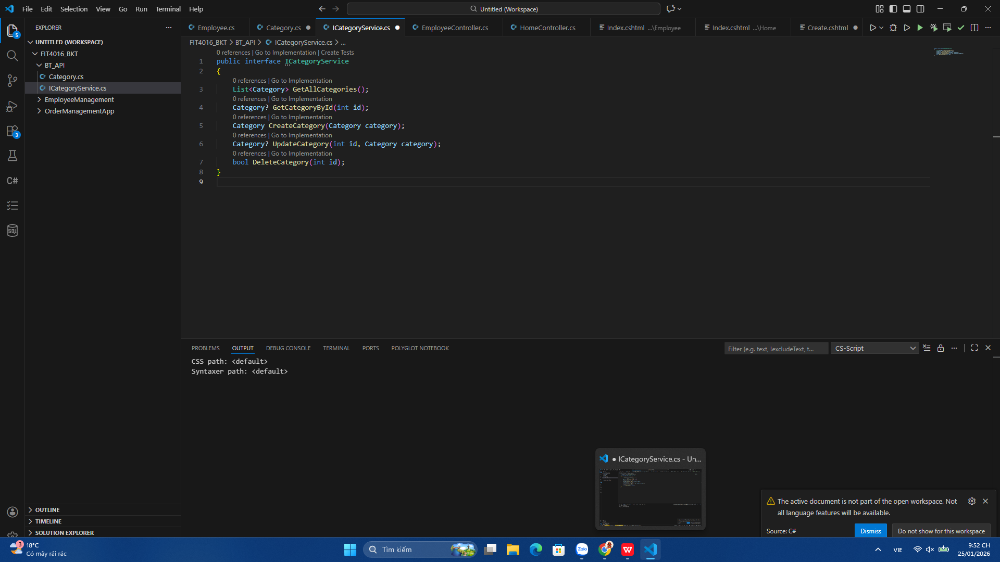 File Edit Selection View Go Run Terminal Help
Untitled (Workspace)
EXPLORER
UNTITLED (WORKSPACE)
FIT4016_BKT
BT_API
Category.cs
ICategoryService.cs
EmployeeManagement
OrderManagementApp
OUTLINE
TIMELINE
SOLUTION EXPLORER
5
3
C#
SQL
Employee.cs
Category.cs
ICategoryService.cs
EmployeeController.cs
HomeController.cs
Index.cshtml ...\Employee
Index.cshtml ...\Home
Create.cshtml
FIT4016_BKT > BT_API > ICategoryService.cs > ...
0 references | Go to Implementation | Create Tests
1 public interface ICategoryService
2 {
0 references | Go to Implementation
3 List<Category> GetAllCategories();
0 references | Go to Implementation
4 Category? GetCategoryById(int id);
0 references | Go to Implementation
5 Category CreateCategory(Category category);
0 references | Go to Implementation
6 Category? UpdateCategory(int id, Category category);
0 references | Go to Implementation
7 bool DeleteCategory(int id);
8 }
9
PROBLEMS OUTPUT DEBUG CONSOLE TERMINAL PORTS POLYGLOT NOTEBOOK
Filter (e.g. text, !excludeText, t...
CS-Script
CSS path: <default>
Syntaxer path: <default>
● ICategoryService.cs - Un...
The active document is not part of the open workspace. Not
all language features will be available.
Source: C#
Dismiss
Do not show for this workspace
3
18°C
Có mây rải rác
Tìm kiếm
Zalo
W
VIE
9:52 CH
25/01/2026